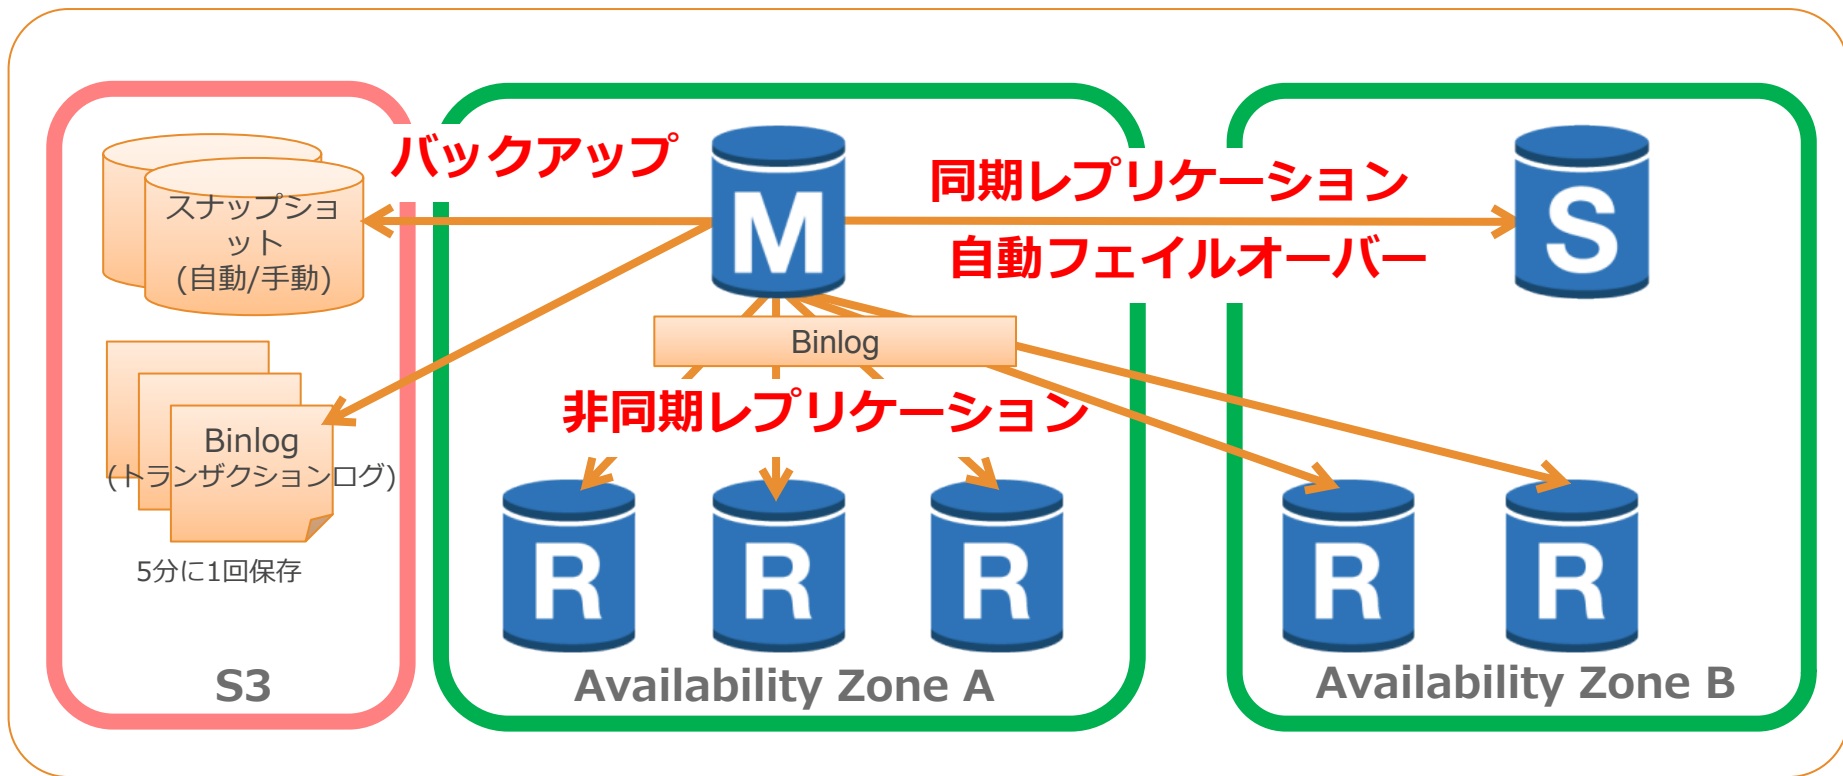 バックアップ
スナップショ
ット
(自動/手動)
Binlog
(トランザクションログ)
5分に1回保存
S3
M
同期レプリケーション
自動フェイルオーバー
S
Binlog
非同期レプリケーション
R
R
R
R
R
Availability Zone A
Availability Zone B